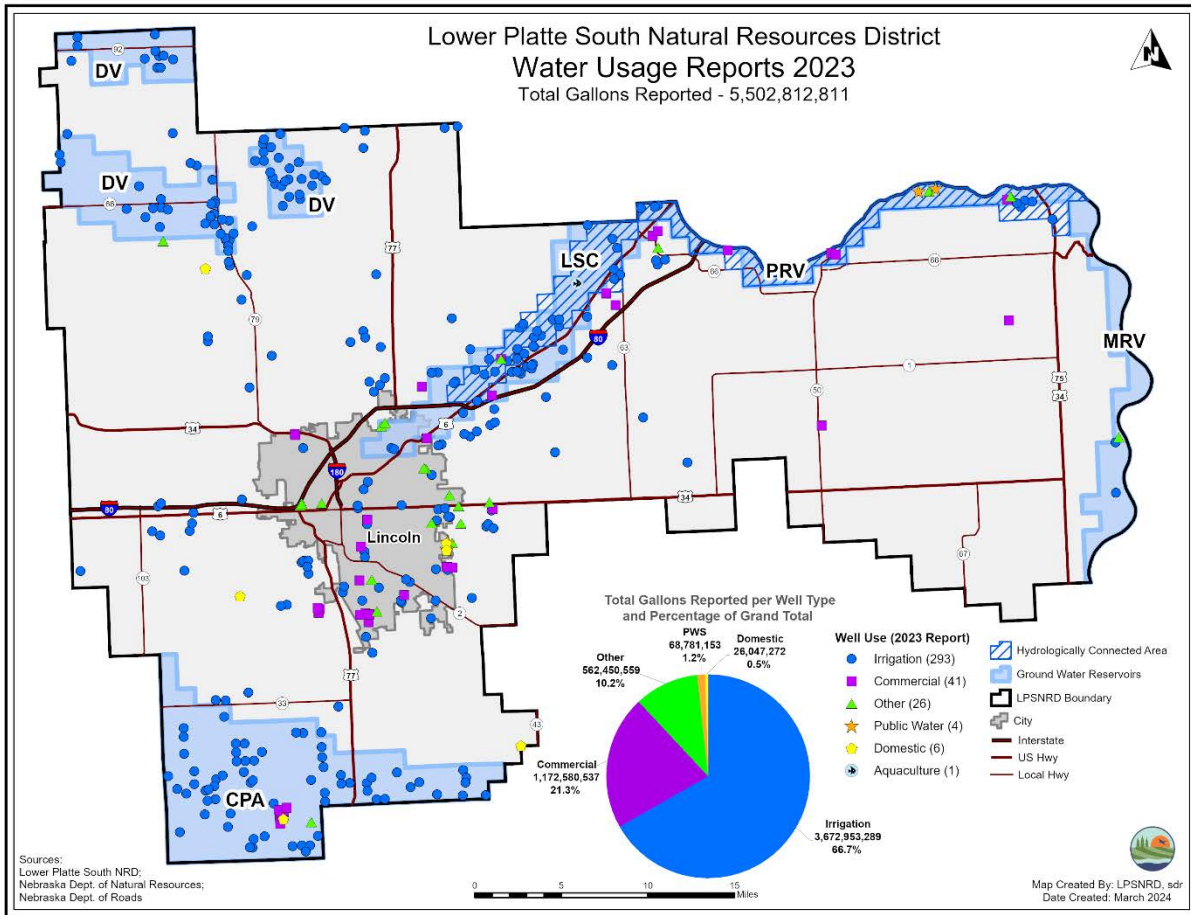 Lower Platte South Natural Resources District
Water Usage Reports 2023
Total Gallons Reported - 5,502,812,811
N
92
DV
DV
66
DV
77
79
LSC
66
PRV
66
MRV
80
63
1
50
75
34
34
6
180
80
6
34
Lincoln
103
2
67
77
33
43
CPA
Total Gallons Reported per Well Type
and Percentage of Grand Total
PWS
68,781,153
1.2%
Domestic
26,047,272
0.5%
Other
562,450,559
10.2%
Commercial
1,172,580,537
21.3%
Irrigation
3,672,953,289
66.7%
Well Use (2023 Report)
Irrigation (293)
Commercial (41)
Other (26)
Public Water (4)
Domestic (6)
Aquaculture (1)
Hydrologically Connected Area
Ground Water Reservoirs
LPSNRD Boundary
City
Interstate
US Hwy
Local Hwy
0 5 10 15
Miles
Sources:
Lower Platte South NRD;
Nebraska Dept. of Natural Resources;
Nebraska Dept. of Roads
Map Created By: LPSNRD, sdr
Date Created: March 2024